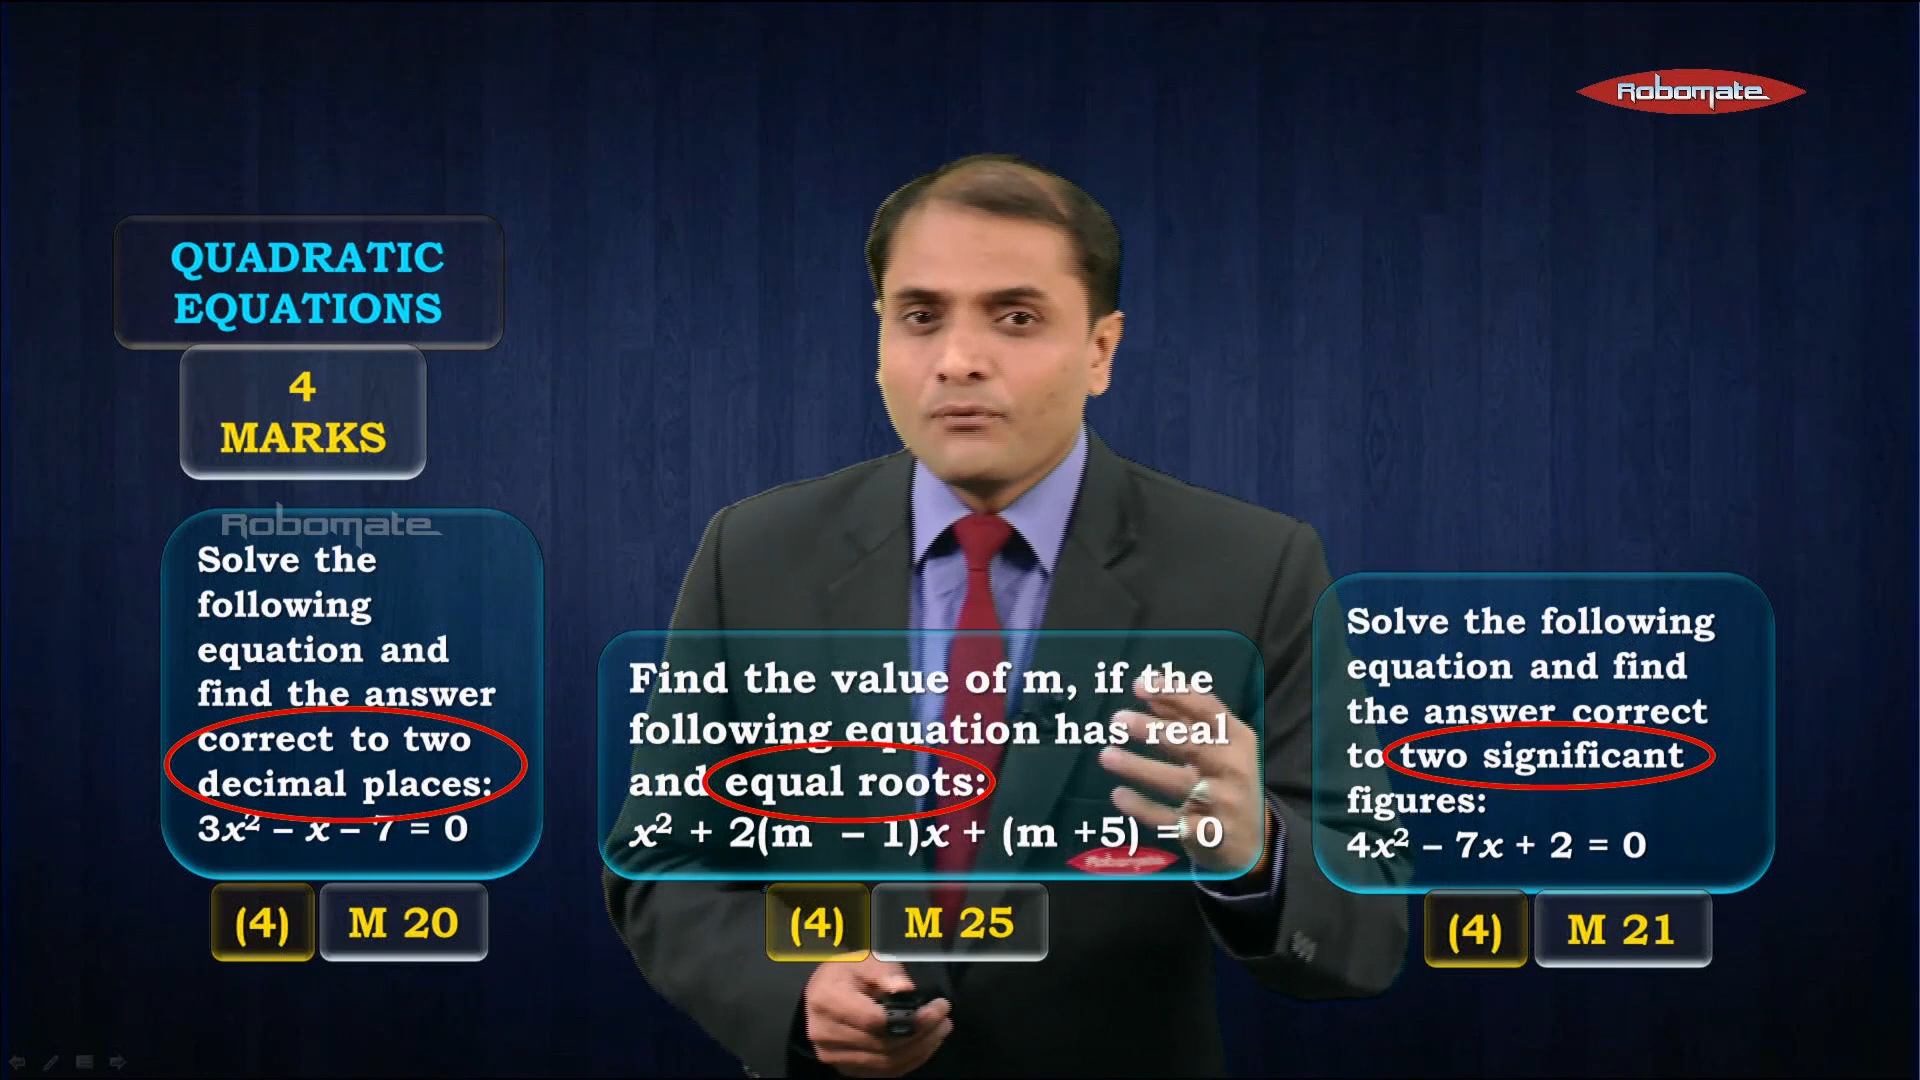 Robomate
QUADRATIC
EQUATIONS
4
MARKS
Robomate
Solve the
following
equation and
find the answer
correct to two
decimal places:
3x² – x – 7 = 0
(4) M 20
Find the value of m, if the
following equation has real
and equal roots:
x² + 2(m – 1)x + (m +5) = 0
Robomate
(4) M 25
Solve the following
equation and find
the answer correct
to two significant
figures:
4x² – 7x + 2 = 0
(4) M 21